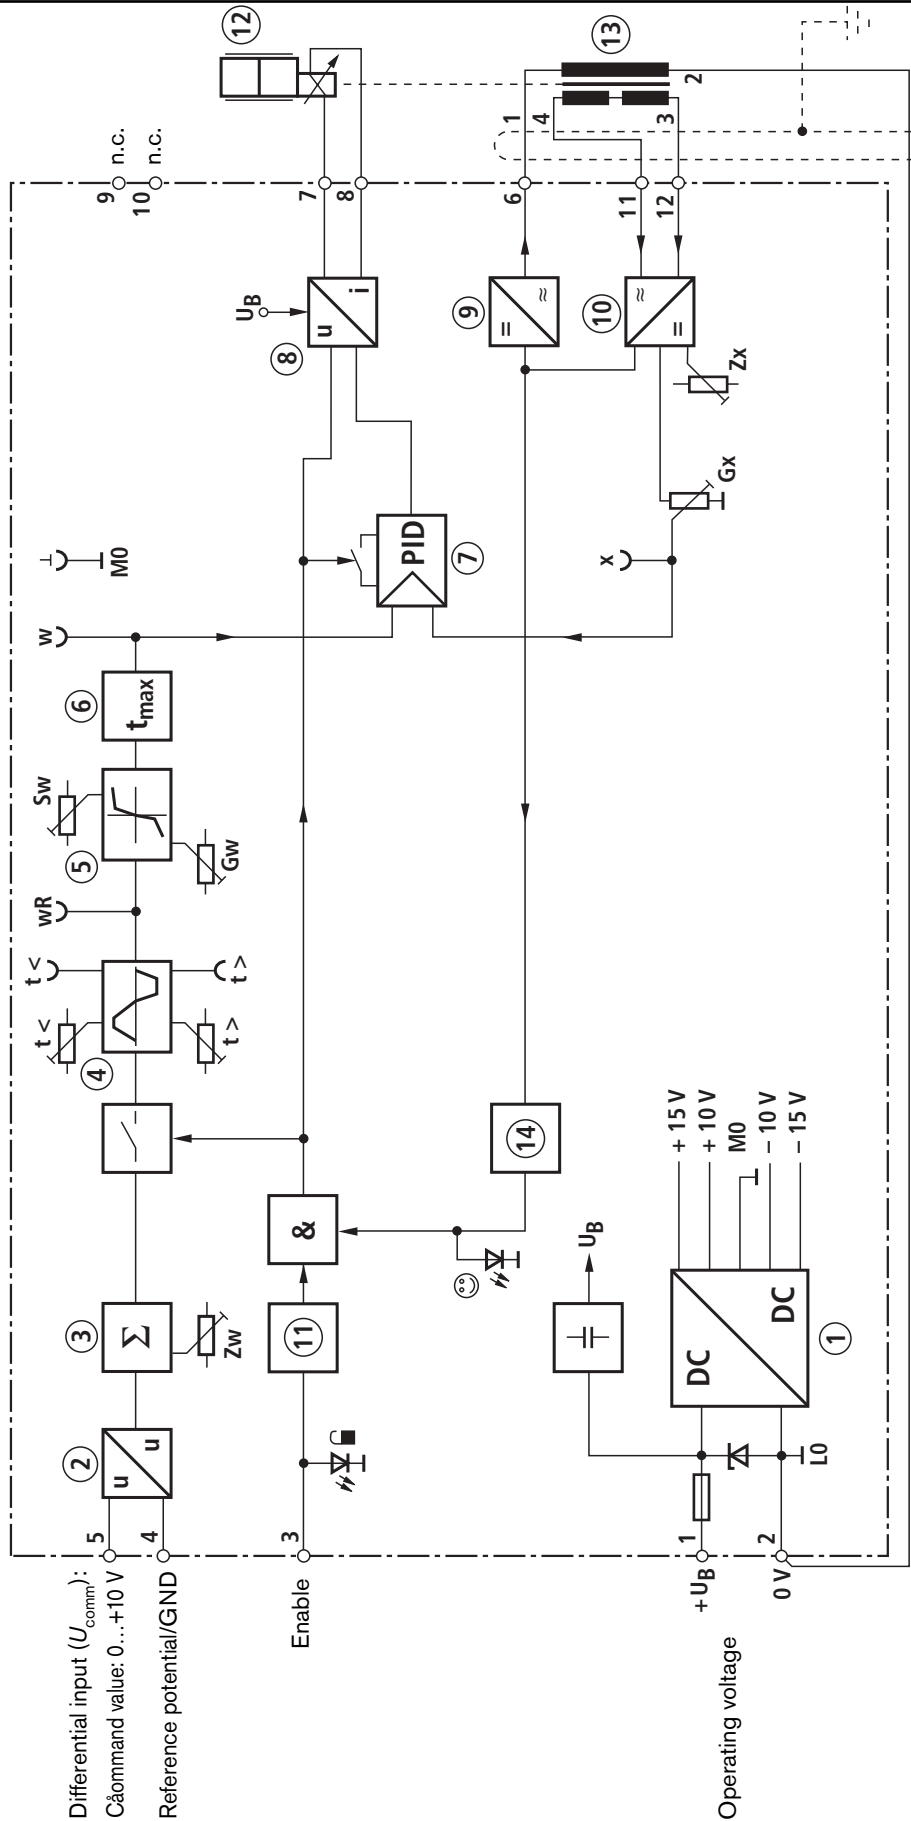 Differential input (Ucomm):
Cåommand value: 0...+10 V
Reference potential/GND
Enable
Operating voltage
5
4
3
+UB
1
0 V
2
2
u
u
3
Σ
Zw
4
t <
t <
t >
t >
wR
5
Sw
Gw
6
tmax
w
⊥
M0
9
n.c.
10
n.c.
11
&
7
PID
8
UB
u
i
7
8
12
14
9
=
≈
6
10
≈
=
11
12
Zx
Gx
x
13
1
4
3
2
UB
L0
DC
DC
1
+ 15 V
+ 10 V
M0
– 10 V
– 15 V